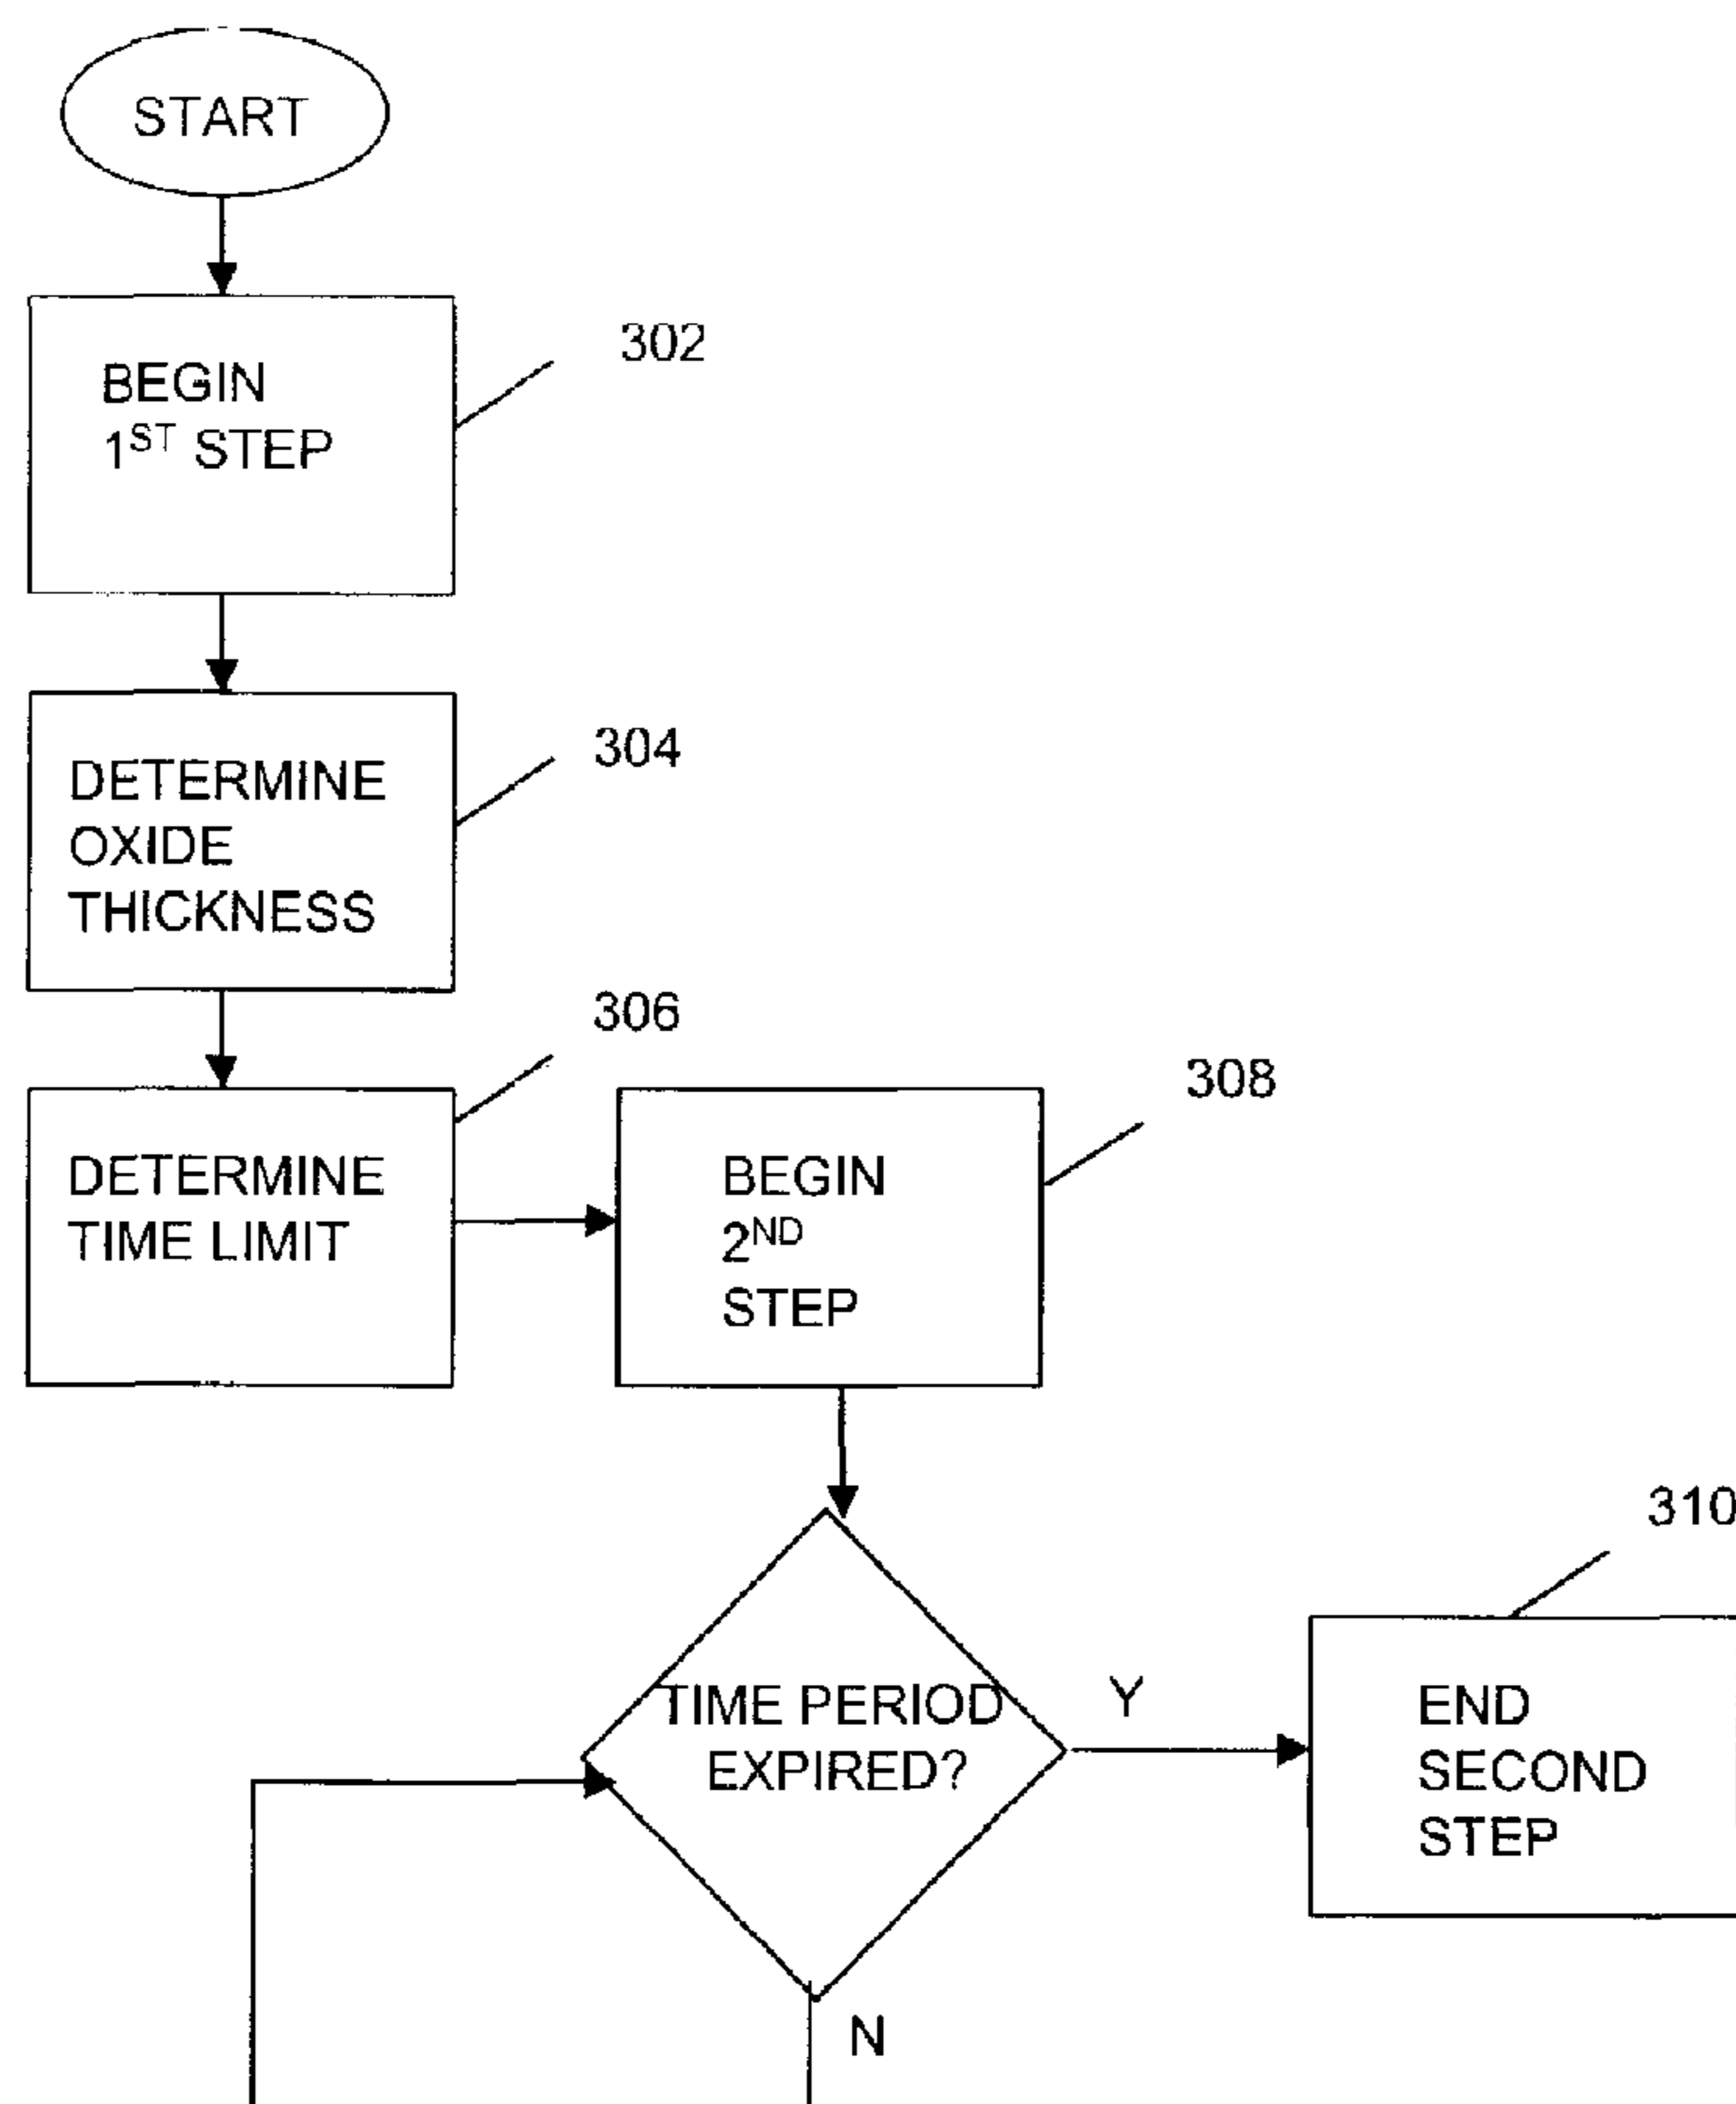 START
BEGIN
1ST STEP
302
DETERMINE
OXIDE
THICKNESS
304
306
DETERMINE
TIME LIMIT
308
BEGIN
2ND
STEP
310
TIME PERIOD
EXPIRED?
Y
END
SECOND
STEP
N